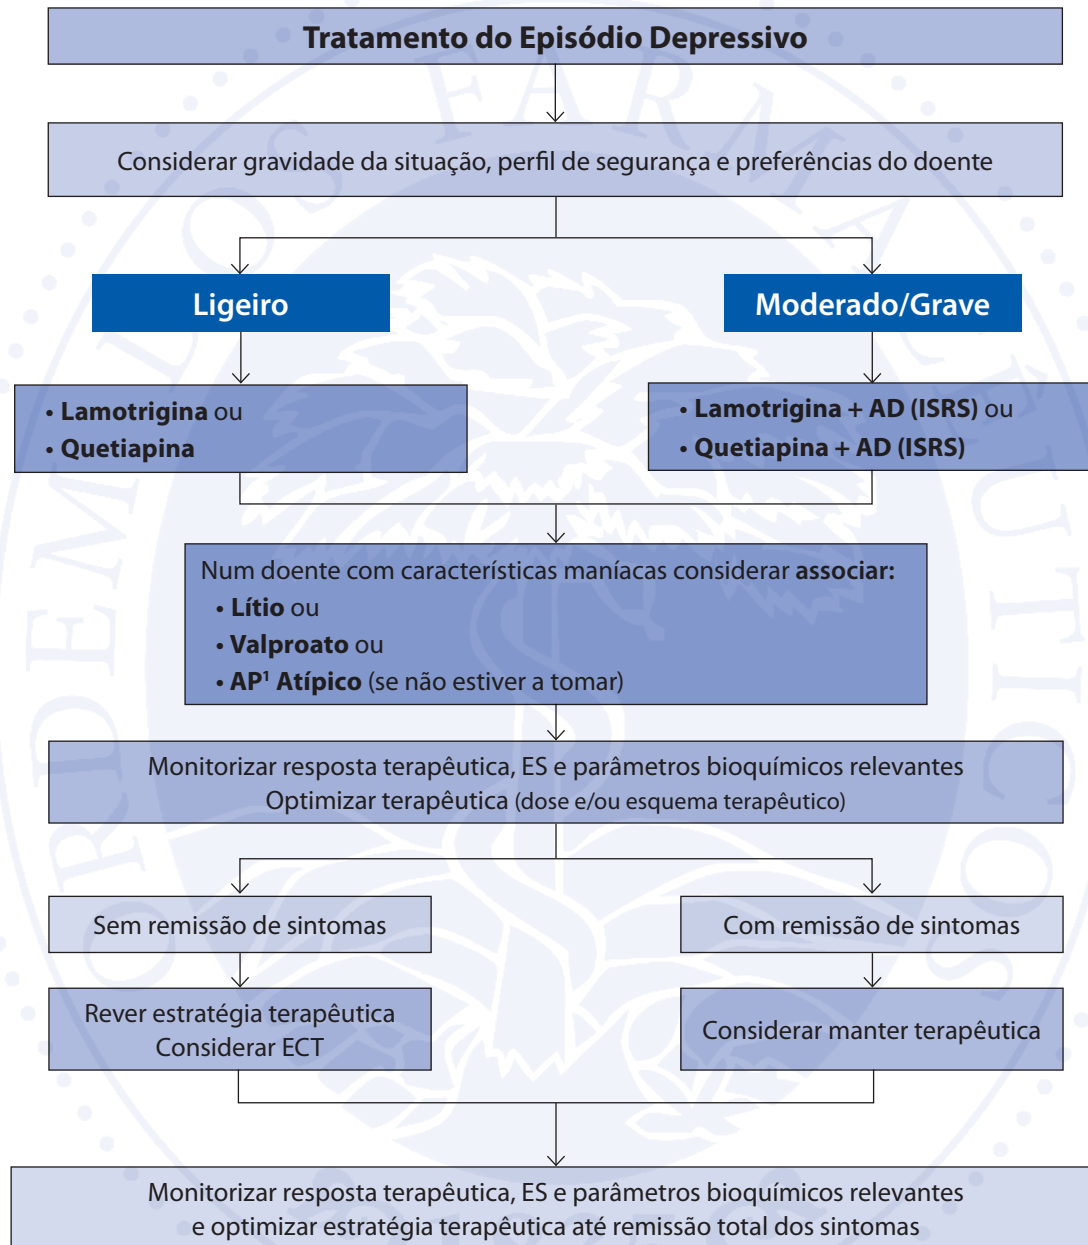 Tratamento do Episódio Depressivo
Considerar gravidade da situação, perfil de segurança e preferências do doente
Ligeiro
Moderado/Grave
• Lamotrigina ou
• Quetiapina
• Lamotrigina + AD (ISRS) ou
• Quetiapina + AD (ISRS)
Num doente com características maníacas considerar associar:
• Lítio ou
• Valproato ou
• AP¹ Atípico (se não estiver a tomar)
Monitorizar resposta terapêutica, ES e parâmetros bioquímicos relevantes
Optimizar terapêutica (dose e/ou esquema terapêutico)
Sem remissão de sintomas
Com remissão de sintomas
Rever estratégia terapêutica
Considerar ECT
Considerar manter terapêutica
Monitorizar resposta terapêutica, ES e parâmetros bioquímicos relevantes
e optimizar estratégia terapêutica até remissão total dos sintomas
ORDEM DOS FARMACÊUTICOS